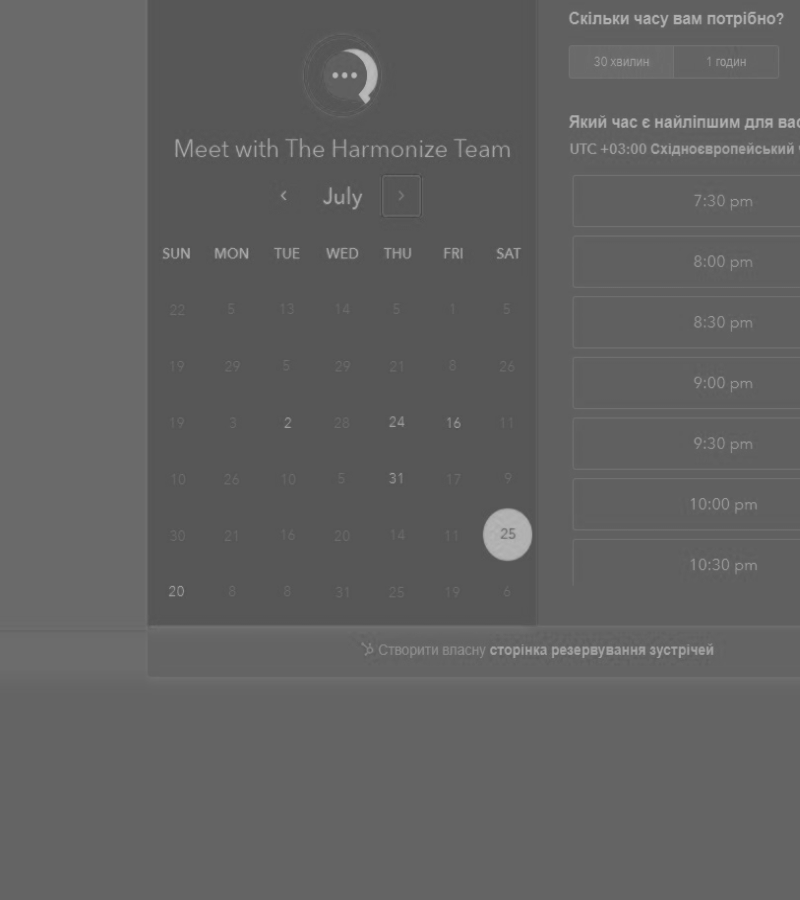 Meet with The Harmonize Team
‹ July ›
SUN MON TUE WED THU FRI SAT
22 5 13 14 5 1 5
19 29 5 29 21 8 26
19 3 2 28 24 16 11
10 26 10 5 31 17 9
30 21 16 20 14 11 25
20 8 8 31 25 19 6
Скільки часу вам потрібно?
30 хвилин 1 годин
Який час є найліпшим для вас
UTC +03:00 Східноєвропейський
7:30 pm
8:00 pm
8:30 pm
9:00 pm
9:30 pm
10:00 pm
10:30 pm
Створити власну сторінка резервування зустрічей